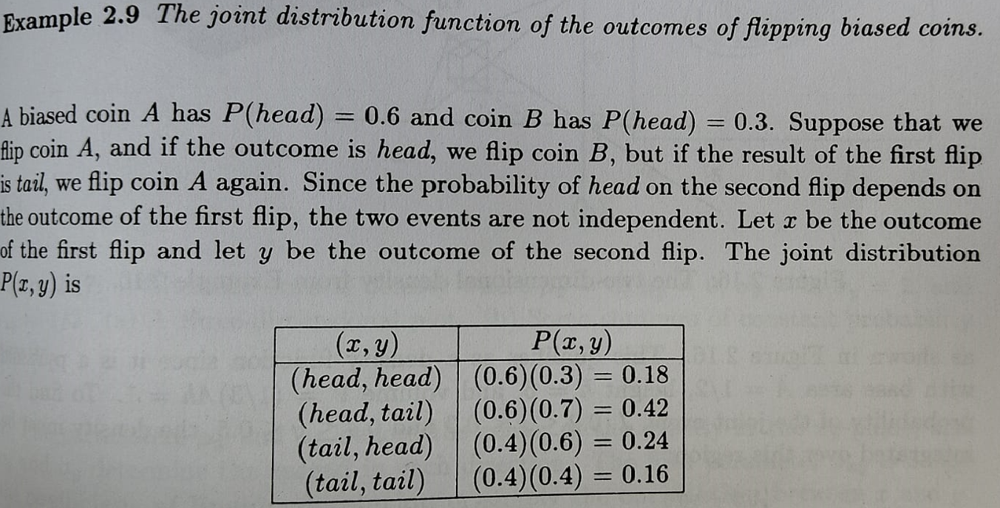 Example 2.9 The joint distribution function of the outcomes of flipping biased coins.
A biased coin A has P(head) = 0.6 and coin B has P(head) = 0.3. Suppose that we
flip coin A, and if the outcome is head, we flip coin B, but if the result of the first flip
is tail, we flip coin A again. Since the probability of head on the second flip depends on
the outcome of the first flip, the two events are not independent. Let x be the outcome
of the first flip and let y be the outcome of the second flip. The joint distribution
P(x, y) is
(x, y) P(x, y)
(head, head) (0.6)(0.3) = 0.18
(head, tail) (0.6)(0.7) = 0.42
(tail, head) (0.4)(0.6) = 0.24
(tail, tail) (0.4)(0.4) = 0.16